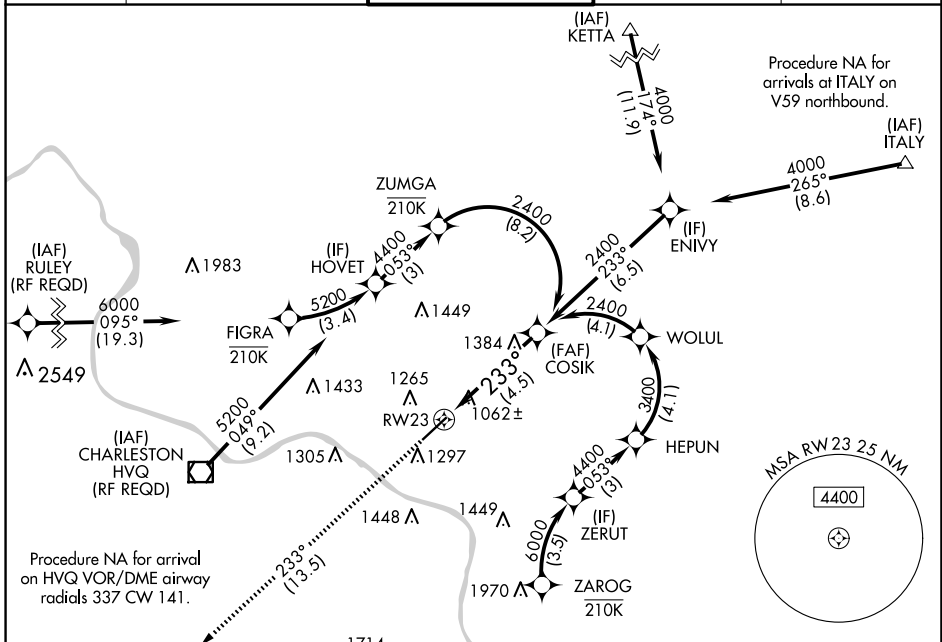 (IAF)
KETTA
Procedure NA for
arrivals at ITALY on
V59 northbound.
4000
174°
(11.9)
(IAF)
ITALY
4000
265°
(8.6)
ZUMGA
210K
2400
(8.2)
(IF)
ENIVY
(IAF)
RULEY
(RF REQD)
1983
(IF)
HOVET
4400
053°
(3)
2400
233°
(6.5)
6000
095°
(19.3)
5200
(3.4)
FIGRA
210K
1449
2400
(4.1)
WOLUL
1384
(FAF)
COSIK
2549
1433
1265
233°
(4.5)
1062±
RW23
3400
(4.1)
5200
049°
(9.2)
(IAF)
CHARLESTON
HVQ
(RF REQD)
1305
1297
HEPUN
4400
053°
(3)
MSA RW 23 25 NM
4400
1448
1449
(IF)
ZERUT
6000
(3.5)
Procedure NA for arrival
on HVQ VOR/DME airway
radials 337 CW 141.
233°
(13.5)
1970
ZAROG
210K
1714